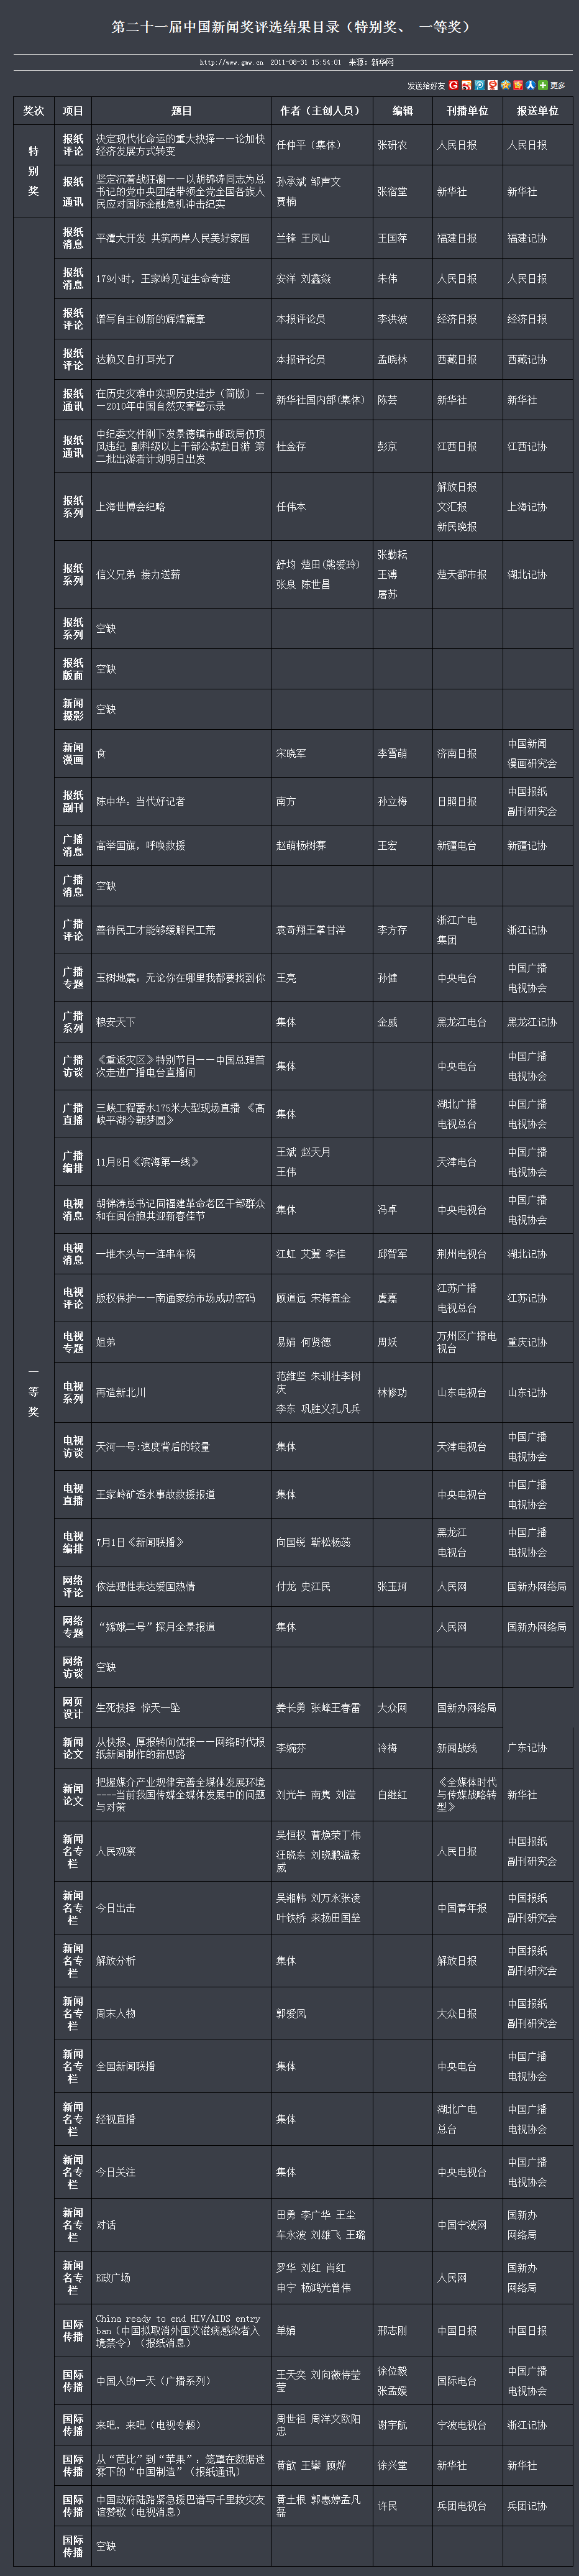 第二十一届中国新闻奖评选结果目录（特别奖、 一等奖）
http://www.gmw.cn 2011-08-31 15:54:01 来源：新华网
发送给好友 更多
奖次 项目 题目 作者（主创人员） 编辑 刊播单位 报送单位
特别奖
报纸评论 决定现代化命运的重大抉择——论加快经济发展方式转变 任仲平（集体） 张研农 人民日报 人民日报
报纸通讯 坚定沉着战狂澜——以胡锦涛同志为总书记的党中央团结带领全党全国各族人民应对国际金融危机冲击纪实 孙承斌 邹声文 贾楠 张宿堂 新华社 新华社
一等奖
报纸消息 平潭大开发 共筑两岸人民美好家园 兰锋 王凤山 王国萍 福建日报 福建记协
报纸消息 179小时，王家岭见证生命奇迹 安洋 刘鑫焱 朱伟 人民日报 人民日报
报纸评论 谱写自主创新的辉煌篇章 本报评论员 李洪波 经济日报 经济日报
报纸评论 达赖又自打耳光了 本报评论员 孟晓林 西藏日报 西藏记协
报纸通讯 在历史灾难中实现历史进步（简版）——2010年中国自然灾害警示录 新华社国内部(集体) 陈芸 新华社 新华社
报纸通讯 中纪委文件刚下发景德镇市邮政局仍顶风违纪 副科级以上干部公款赴日游 第二批出游者计划明日出发 杜金存 彭京 江西日报 江西记协
报纸系列 上海世博会纪略 任伟本 解放日报 文汇报 新民晚报 上海记协
报纸系列 信义兄弟 接力送薪 舒均 楚田(熊爱玲) 张泉 陈世昌 张勤耘 王溥 屠苏 楚天都市报 湖北记协
报纸系列 空缺
报纸版面 空缺
新闻摄影 空缺
新闻漫画 食 宋晓军 李雪萌 济南日报 中国新闻漫画研究会
报纸副刊 陈中华：当代好记者 南方 孙立梅 日照日报 中国报纸副刊研究会
广播消息 高举国旗，呼唤救援 赵萌杨树赛 王宏 新疆电台 新疆记协
广播消息 空缺
广播评论 善待民工才能够缓解民工荒 袁奇翔王掌甘洋 李方存 浙江广电集团 浙江记协
广播专题 玉树地震：无论你在哪里我都要找到你 王亮 孙健 中央电台 中国广播电视协会
广播系列 粮安天下 集体 金威 黑龙江电台 黑龙江记协
广播访谈 《重返灾区》特别节目——中国总理首次走进广播电台直播间 集体 中央电台 中国广播电视协会
广播直播 三峡工程蓄水175米大型现场直播 《高峡平湖今朝梦圆》 集体 湖北广播电视总台 中国广播电视协会
广播编排 11月8日《滨海第一线》 王斌 赵天月 王伟 天津电台 中国广播电视协会
电视消息 胡锦涛总书记同福建革命老区干部群众和在闽台胞共迎新春佳节 集体 冯卓 中央电视台 中国广播电视协会
电视消息 一堆木头与一连串车祸 江虹 艾冀 李佳 邱智军 荆州电视台 湖北记协
电视评论 版权保护——南通家纺市场成功密码 顾道远 宋梅查金 虞嘉 江苏广播电视总台 江苏记协
电视专题 姐弟 易娟 何贤德 周妖 万州区广播电视台 重庆记协
电视系列 再造新北川 范维坚 朱训壮李树庆 李东 巩胜义孔凡兵 林修功 山东电视台 山东记协
电视访谈 天河一号:速度背后的较量 集体 天津电视台 中国广播电视协会
电视直播 王家岭矿透水事故救援报道 集体 中央电视台 中国广播电视协会
电视编排 7月1日《新闻联播》 向国锐 靳松杨蕊 黑龙江电视台 中国广播电视协会
网络评论 依法理性表达爱国热情 付龙 史江民 张玉珂 人民网 国新办网络局
网络专题 “嫦娥二号”探月全景报道 集体 人民网 国新办网络局
网络访谈 空缺
网页设计 生死抉择 惊天一坠 姜长勇 张峰王春雷 大众网 国新办网络局
新闻论文 从快报、厚报转向优报——网络时代报纸新闻制作的新思路 李婉芬 冷梅 新闻战线 广东记协
新闻论文 把握媒介产业规律完善全媒体发展环境----当前我国传媒全媒体发展中的问题与对策 刘光牛 南隽 刘滢 白继红 《全媒体时代与传媒战略转型》 新华社
新闻名专栏 人民观察 吴恒权 曹焕荣丁伟 汪晓东 刘晓鹏温素威 人民日报 中国报纸副刊研究会
新闻名专栏 今日出击 吴湘韩 刘万永张凌 叶铁桥 来扬田国垒 中国青年报 中国报纸副刊研究会
新闻名专栏 解放分析 集体 解放日报 中国报纸副刊研究会
新闻名专栏 周末人物 郭爱凤 大众日报 中国报纸副刊研究会
新闻名专栏 全国新闻联播 集体 中央电台 中国广播电视协会
新闻名专栏 经视直播 集体 湖北广电总台 中国广播电视协会
新闻名专栏 今日关注 集体 中央电视台 中国广播电视协会
新闻名专栏 对话 田勇 李广华 王尘 车永波 刘雄飞 王璐 中国宁波网 国新办网络局
新闻名专栏 E政广场 罗华 刘红 肖红 申宁 杨鸿光曾伟 人民网 国新办网络局
国际传播 China ready to end HIV/AIDS entry ban（中国拟取消外国艾滋病感染者入境禁令）（报纸消息） 单娟 邢志刚 中国日报 中国日报
国际传播 中国人的一天（广播系列） 王天奕 刘向薇侍莹莹 徐位毅 张孟媛 国际电台 中国广播电视协会
国际传播 来吧，来吧（电视专题） 周世祖 周洋文欧阳忠 谢宇航 宁波电视台 浙江记协
国际传播 从“芭比”到“苹果”：笼罩在数据迷雾下的“中国制造”（报纸通讯） 黄歆 王攀 顾烨 徐兴堂 新华社 新华社
国际传播 中国政府陆路紧急援巴谱写千里救灾友谊赞歌（电视消息） 黄土根 郭惠婷孟凡磊 许民 兵团电视台 兵团记协
国际传播 空缺